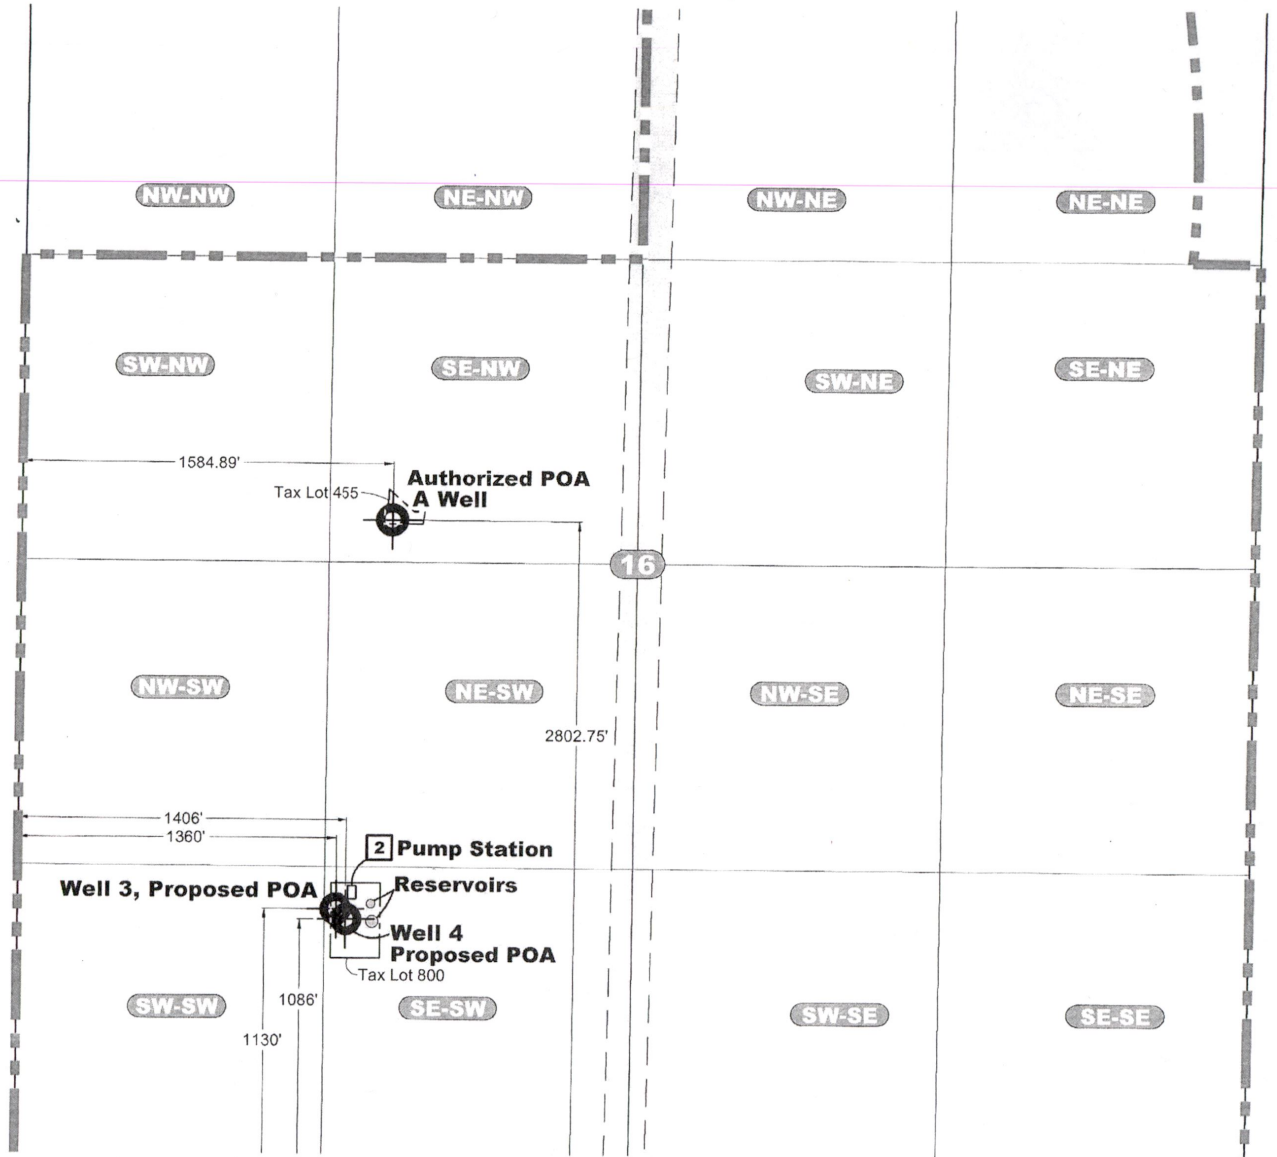 NW-NW
NE-NW
NW-NE
NE-NE
SW-NW
SE-NW
SW-NE
SE-NE
1584.89'
Tax Lot 455
Authorized POA
A Well
16
NW-SW
NE-SW
NW-SE
NE-SE
2802.75'
1406'
1360'
2 Pump Station
Well 3, Proposed POA
Reservoirs
Well 4
Proposed POA
Tax Lot 800
SW-SW
1086'
SE-SW
SW-SE
SE-SE
1130'